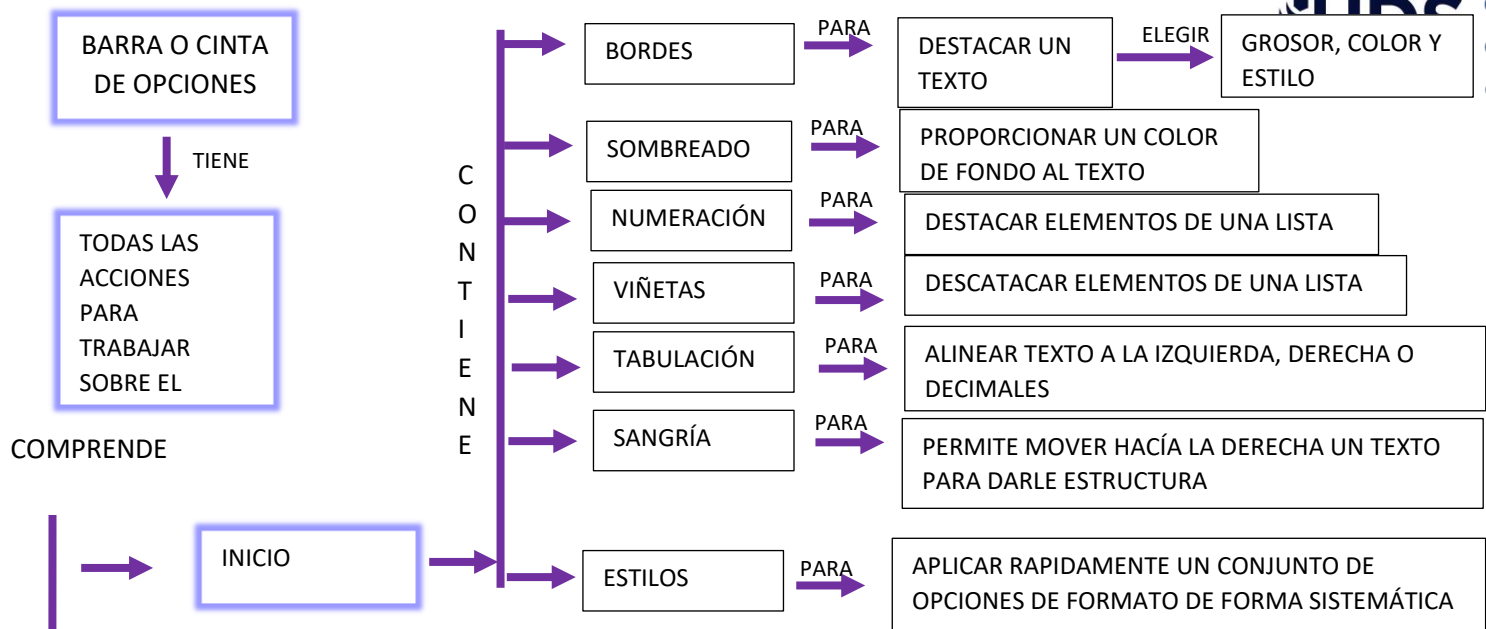 BARRA O CINTA
DE OPCIONES
TIENE
TODAS LAS
ACCIONES
PARA
TRABAJAR
SOBRE EL
COMPRENDE
INICIO
CONTIENE
BORDES
PARA
DESTACAR UN
TEXTO
ELEGIR
GROSOR, COLOR Y
ESTILO
SOMBREADO
PARA
PROPORCIONAR UN COLOR
DE FONDO AL TEXTO
NUMERACIÓN
PARA
DESTACAR ELEMENTOS DE UNA LISTA
VIÑETAS
PARA
DESCATACAR ELEMENTOS DE UNA LISTA
TABULACIÓN
PARA
ALINEAR TEXTO A LA IZQUIERDA, DERECHA O
DECIMALES
SANGRÍA
PARA
PERMITE MOVER HACÍA LA DERECHA UN TEXTO
PARA DARLE ESTRUCTURA
ESTILOS
PARA
APLICAR RAPIDAMENTE UN CONJUNTO DE
OPCIONES DE FORMATO DE FORMA SISTEMÁTICA